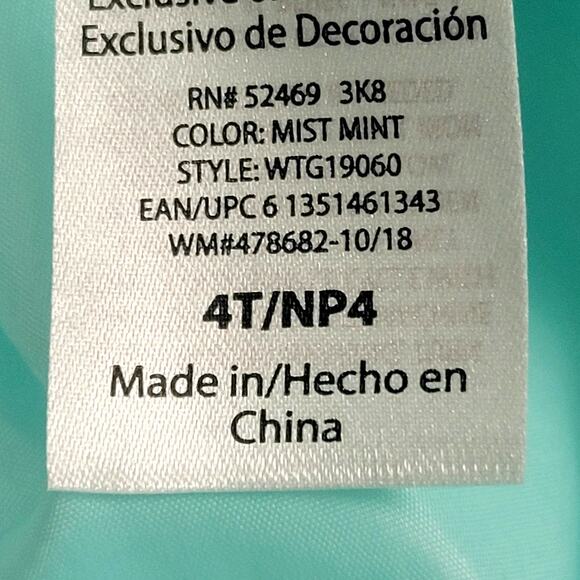 Exclusivo de Decoración
RN# 52469 3K8
COLOR: MIST MINT
STYLE: WTG19060
EAN/UPC 6 1351461343
WM#478682-10/18
4T/NP4
Made in/Hecho en
China